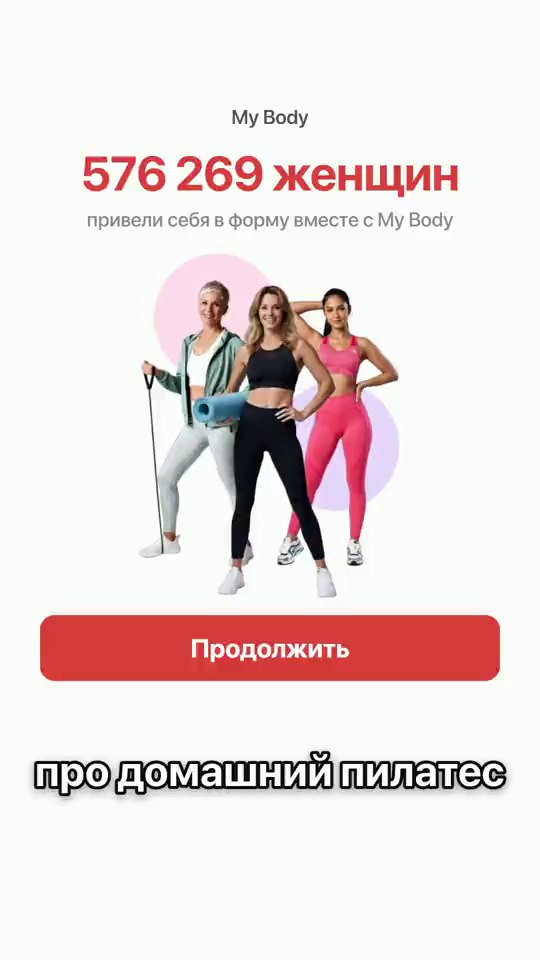 My Body
576 269 женщин
привели себя в форму вместе с My Body
Продолжить
про домашний пилатес